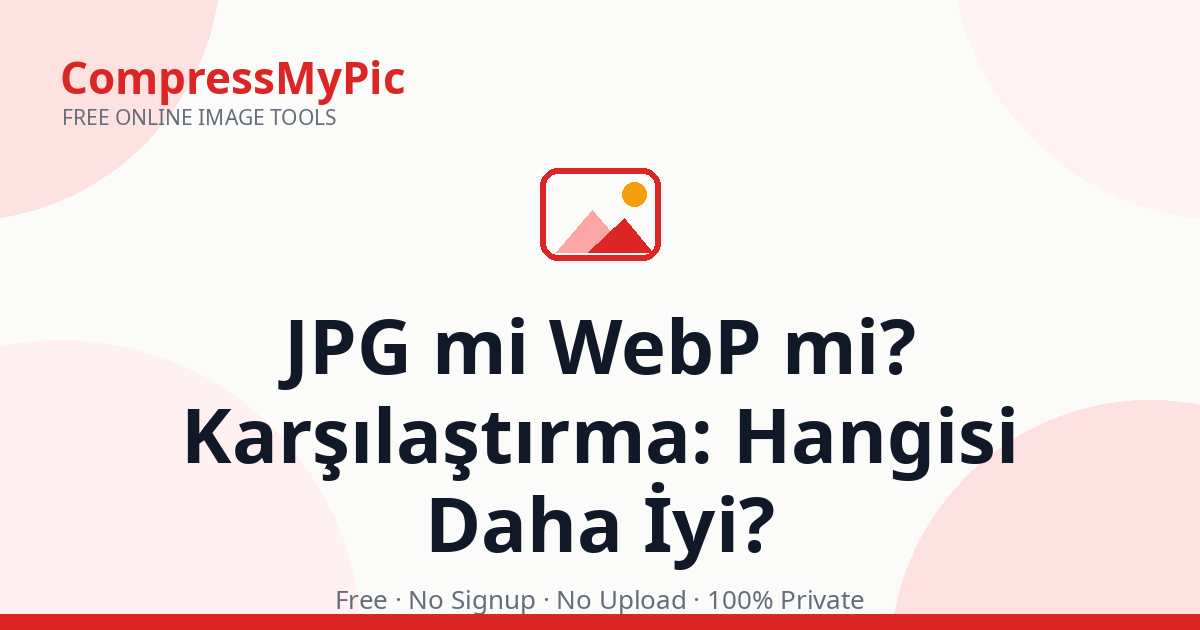 CompressMyPic
FREE ONLINE IMAGE TOOLS
JPG mi WebP mi?
Karşılaştırma: Hangisi
Daha İyi?
Free · No Signup · No Upload · 100% Private